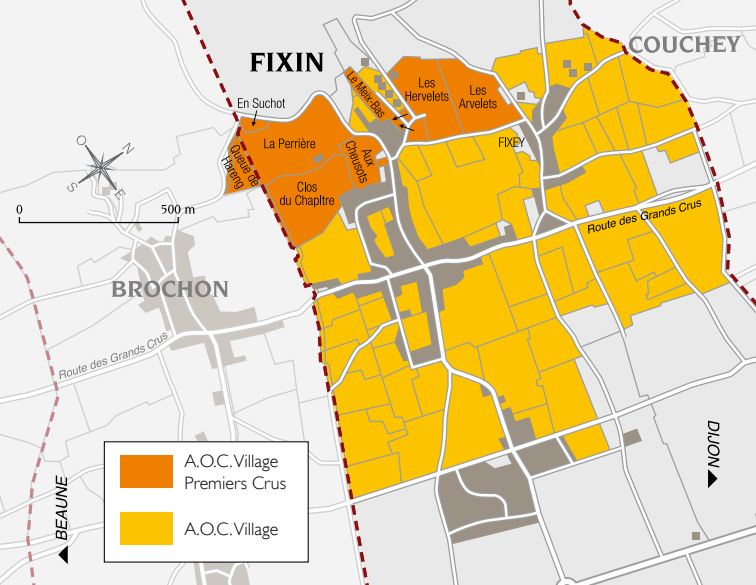 COUCHEY
FIXIN
Le Meix-Bas
Les
Hervelets
Les
Arvelets
En Suchot
La Perrière
Aux
Cheusots
FIXEY
Queue de
Hareng
Clos
du Chapître
N
O
E
S
0
500 m
Route des Grands Crus
BROCHON
Route des Grands Crus
A.O.C. Village
Premiers Crus
A.O.C. Village
BEAUNE
DIJON